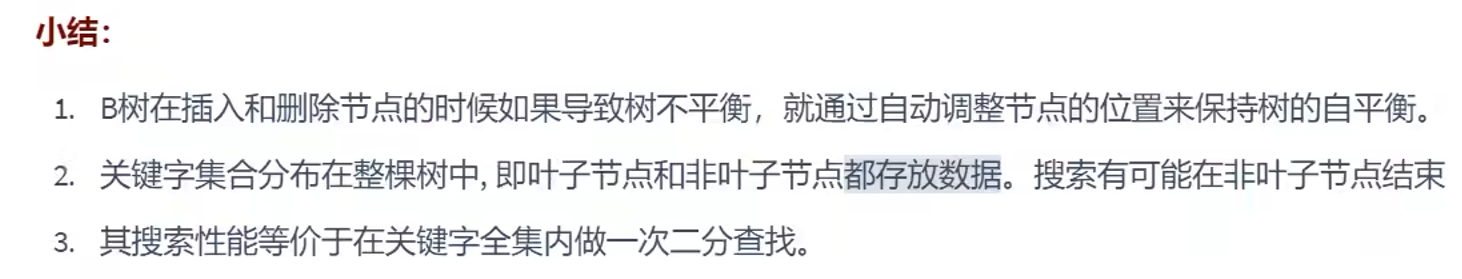 小结：
1. B树在插入和删除节点的时候如果导致树不平衡，就通过自动调整节点的位置来保持树的自平衡。
2. 关键字集合分布在整棵树中, 即叶子节点和非叶子节点都存放数据。搜索有可能在非叶子节点结束
3. 其搜索性能等价于在关键字全集内做一次二分查找。